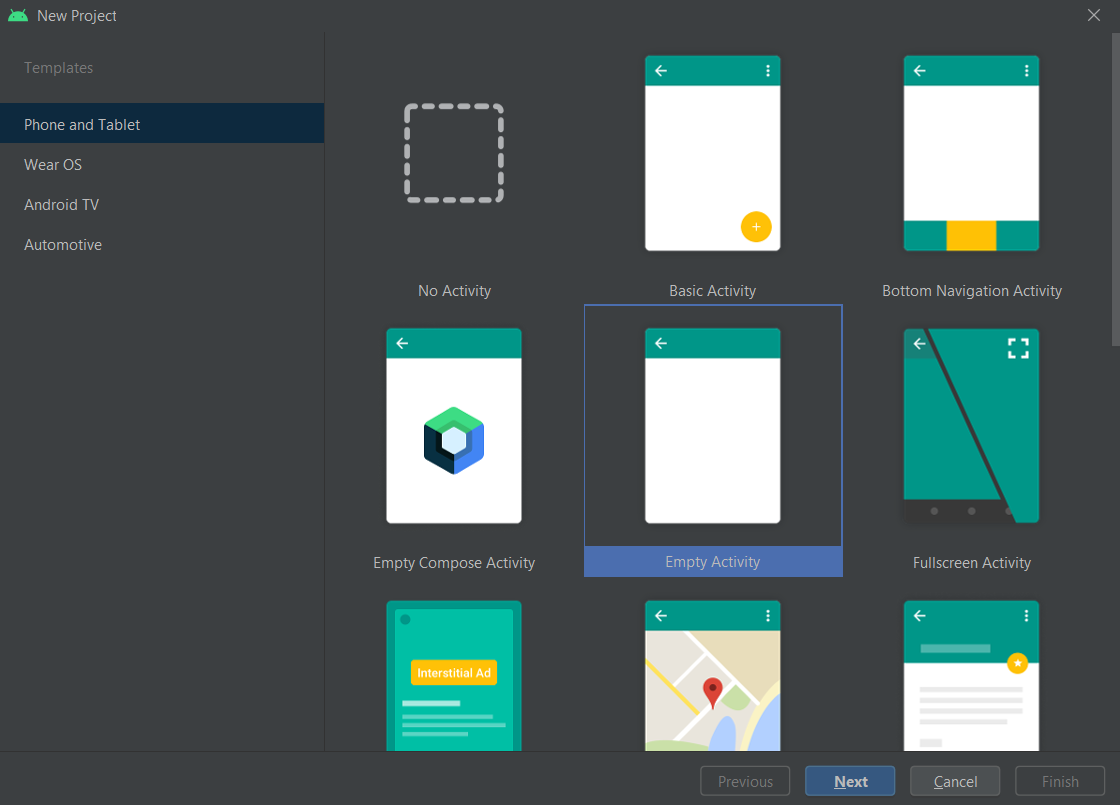 New Project
Templates
Phone and Tablet
Wear OS
Android TV
Automotive
No Activity
Basic Activity
Bottom Navigation Activity
Empty Compose Activity
Empty Activity
Fullscreen Activity
Interstitial Ad
Previous
Next
Cancel
Finish